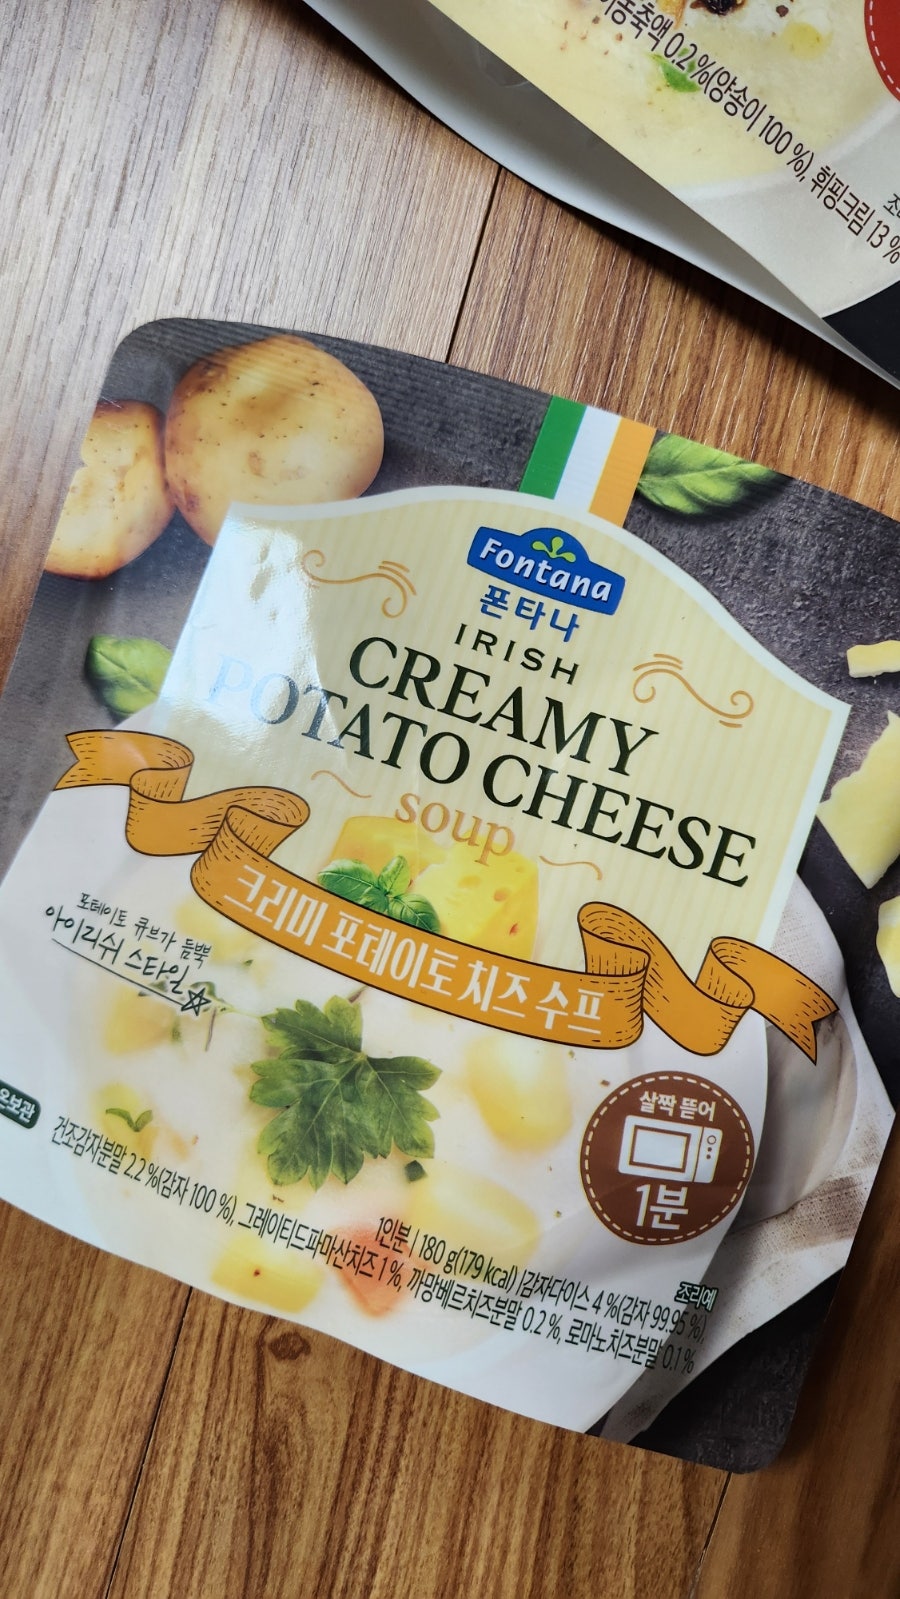 농축액 0.2 %(양송이 100 %), 휘핑크림 13 %
Fontana
폰타나
IRISH
CREAMY
POTATO CHEESE
soup
크리미 포테이토 치즈 수프
포테이토 큐브가 듬뿍
아이리쉬 스타일
살짝 뜯어
1분
온보관
조리예
1인분 | 180 g(179 kcal) | 감자다이스 4 %(감자 99.95 %),
건조감자분말 2.2 %(감자 100 %), 그레이티드파마산치즈 1 %, 까망베르치즈분말 0.2 %, 로마노치즈분말 0.1 %